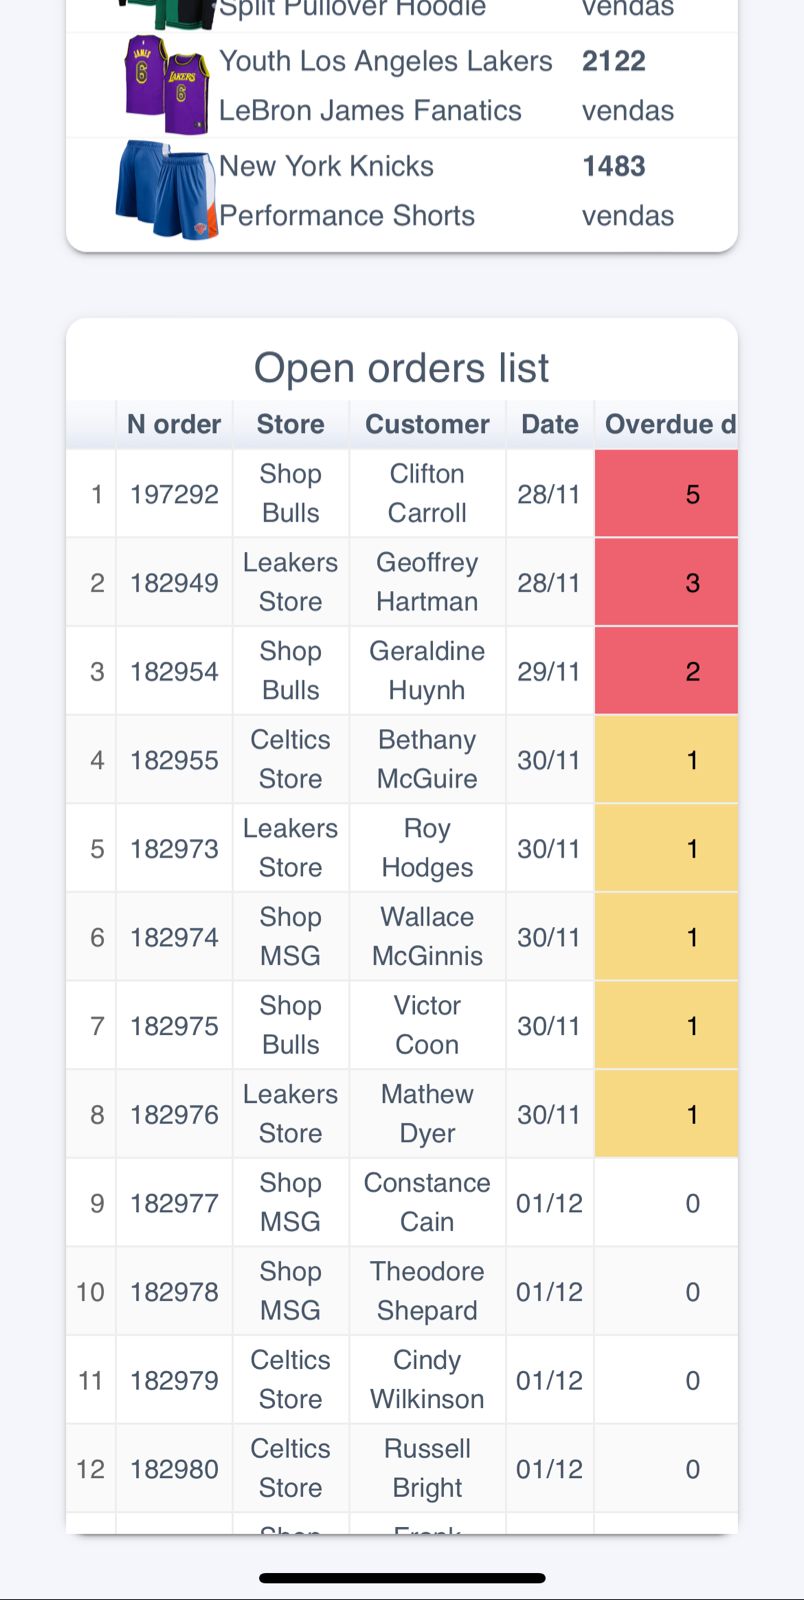 Split Pullover Hoodie vendas
Youth Los Angeles Lakers 2122
LeBron James Fanatics vendas
New York Knicks 1483
Performance Shorts vendas
Open orders list
N order Store Customer Date Overdue d
1 197292 Shop Bulls Clifton Carroll 28/11 5
2 182949 Leakers Store Geoffrey Hartman 28/11 3
3 182954 Shop Bulls Geraldine Huynh 29/11 2
4 182955 Celtics Store Bethany McGuire 30/11 1
5 182973 Leakers Store Roy Hodges 30/11 1
6 182974 Shop MSG Wallace McGinnis 30/11 1
7 182975 Shop Bulls Victor Coon 30/11 1
8 182976 Leakers Store Mathew Dyer 30/11 1
9 182977 Shop MSG Constance Cain 01/12 0
10 182978 Shop MSG Theodore Shepard 01/12 0
11 182979 Celtics Store Cindy Wilkinson 01/12 0
12 182980 Celtics Store Russell Bright 01/12 0